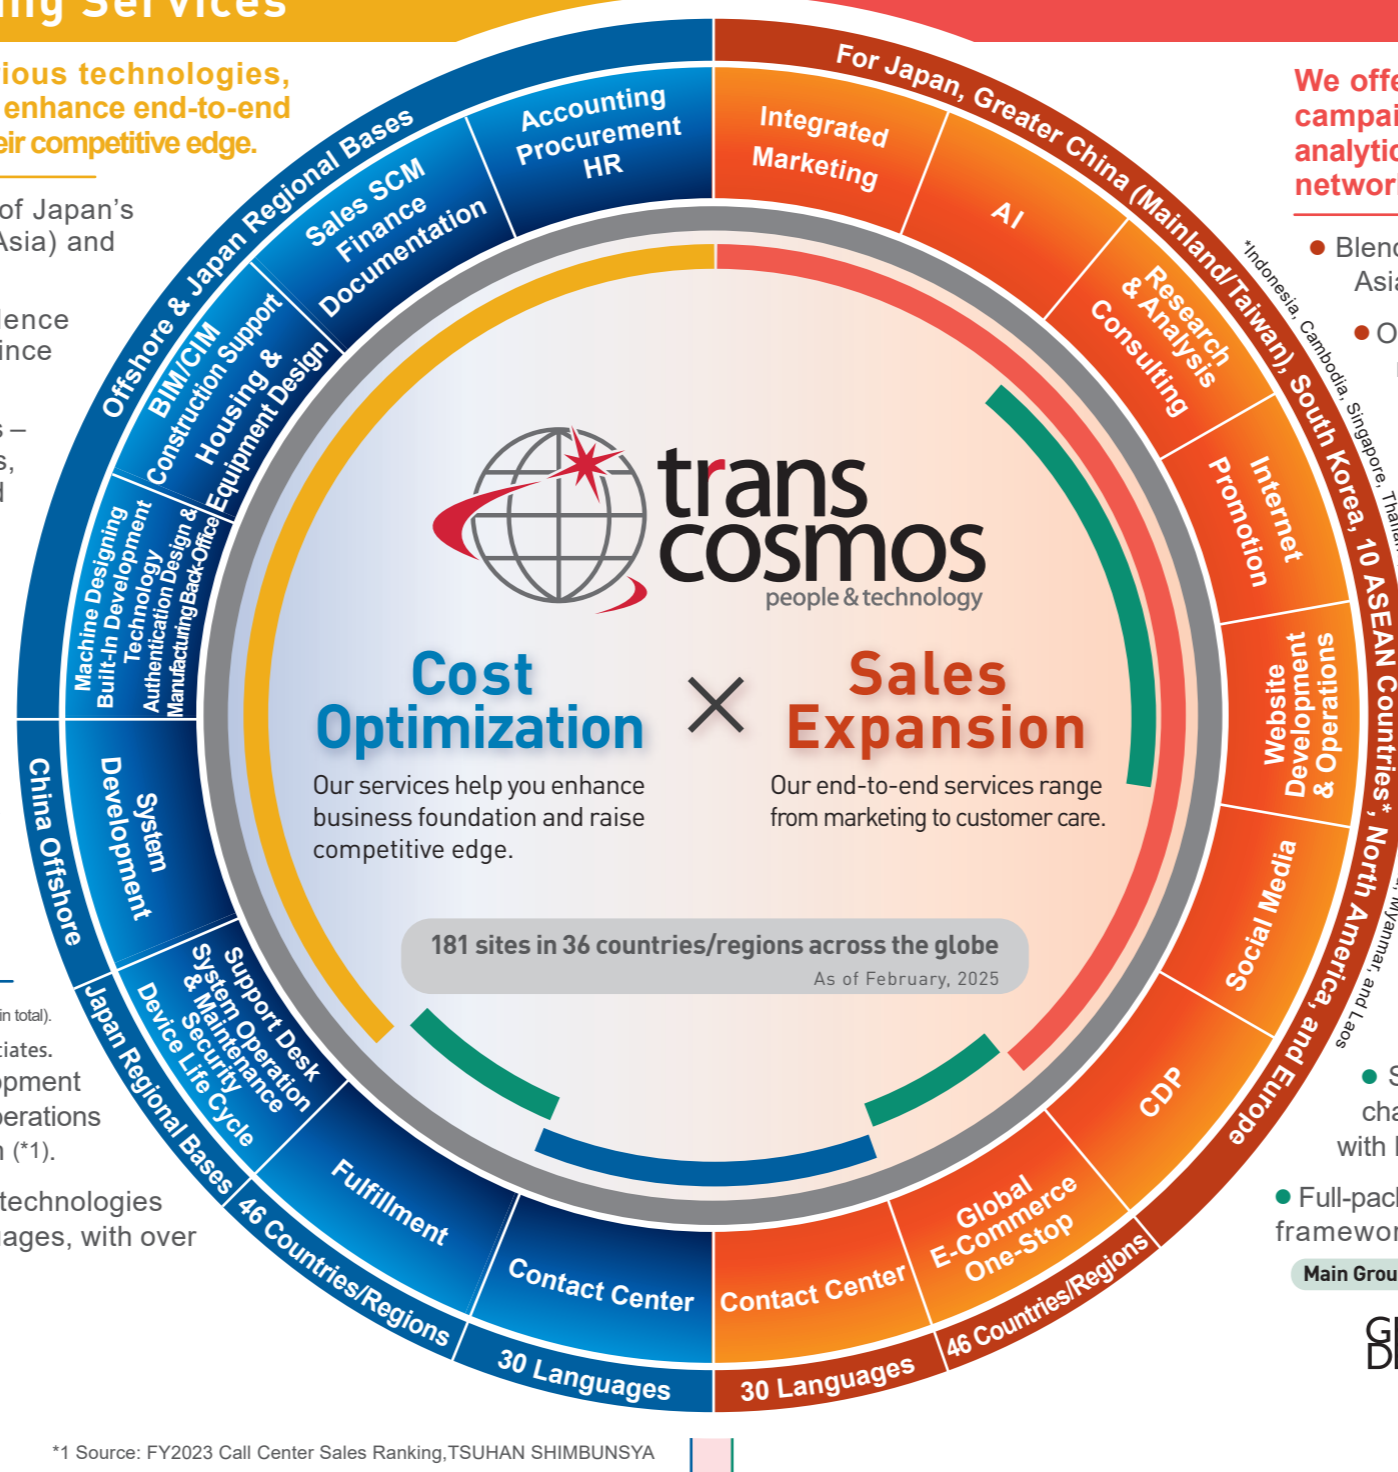 ing Services
rious technologies,
enhance end-to-end
eir competitive edge.
of Japan's
Asia) and
lence
ince
s –
s,
d
in total).
tiates.
opment
perations
n (*1).
technologies
ages, with over
Offshore & Japan Regional Bases
Accounting
Procurement
HR
Sales SCM
Finance
Documentation
BIM/CIM
Construction Support
Housing &
Equipment Design
Machine Designing
Built-In Development
Technology
Authentication Design &
Manufacturing Back-Office
China Offshore
System
Development
Japan Regional Bases
Support Desk
System Operation
& Maintenance
Security
Device Life Cycle
46 Countries/Regions
Fulfillment
30 Languages
Contact Center
For Japan, Greater China (Mainland/Taiwan), South Korea, 10 ASEAN Countries*, North America, and Europe
*Indonesia, Cambodia, Singapore,
Myanmar, and Laos
Integrated
Marketing
AI
Research
& Analysis
Consulting
Internet
Promotion
Website
Development
& Operations
Social Media
CDP
Global
E-Commerce
One-Stop
46 Countries/Regions
Contact Center
30 Languages
trans
cosmos
people & technology
Cost
Optimization
Our services help you enhance
business foundation and raise
competitive edge.
×
Sales
Expansion
Our end-to-end services range
from marketing to customer care.
181 sites in 36 countries/regions across the globe
As of February, 2025
We offe
campai
analytic
network
● Blend
Asia
● O
● S
cha
with
● Full-pac
framewor
Main Grou
*1 Source: FY2023 Call Center Sales Ranking,TSUHAN SHIMBUNSYA